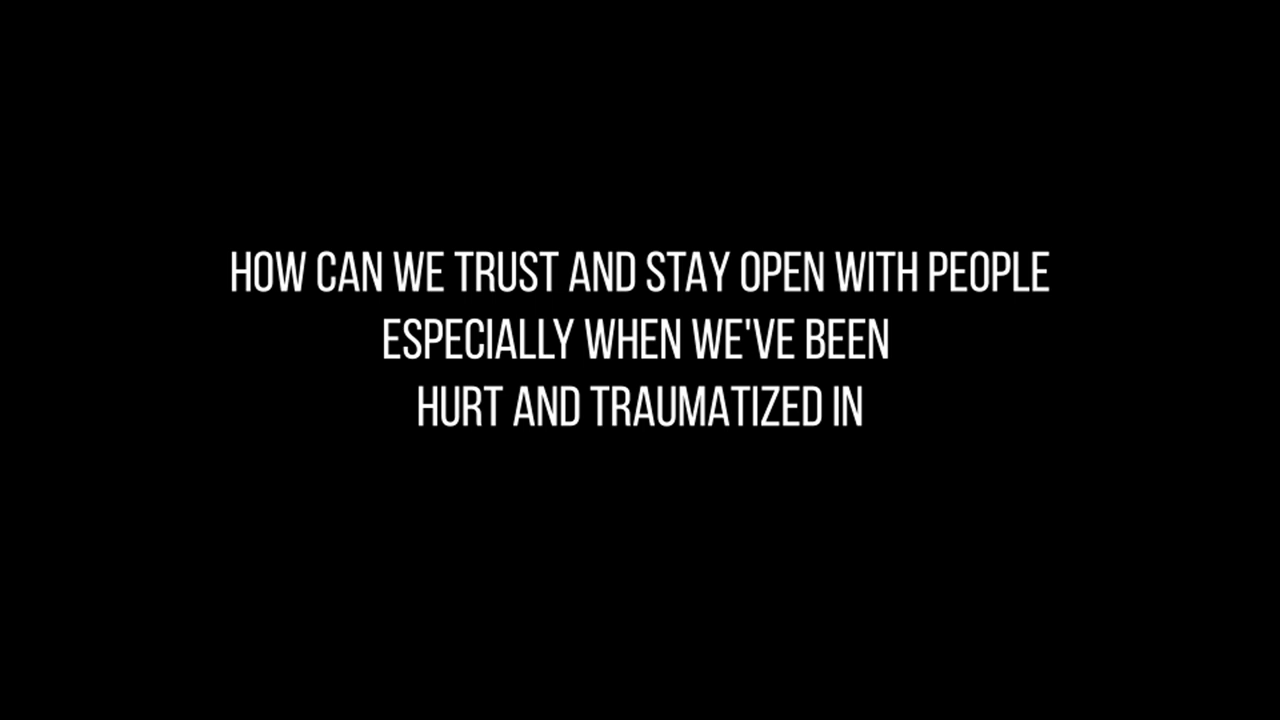 HOW CAN WE TRUST AND STAY OPEN WITH PEOPLE
ESPECIALLY WHEN WE'VE BEEN
HURT AND TRAUMATIZED IN